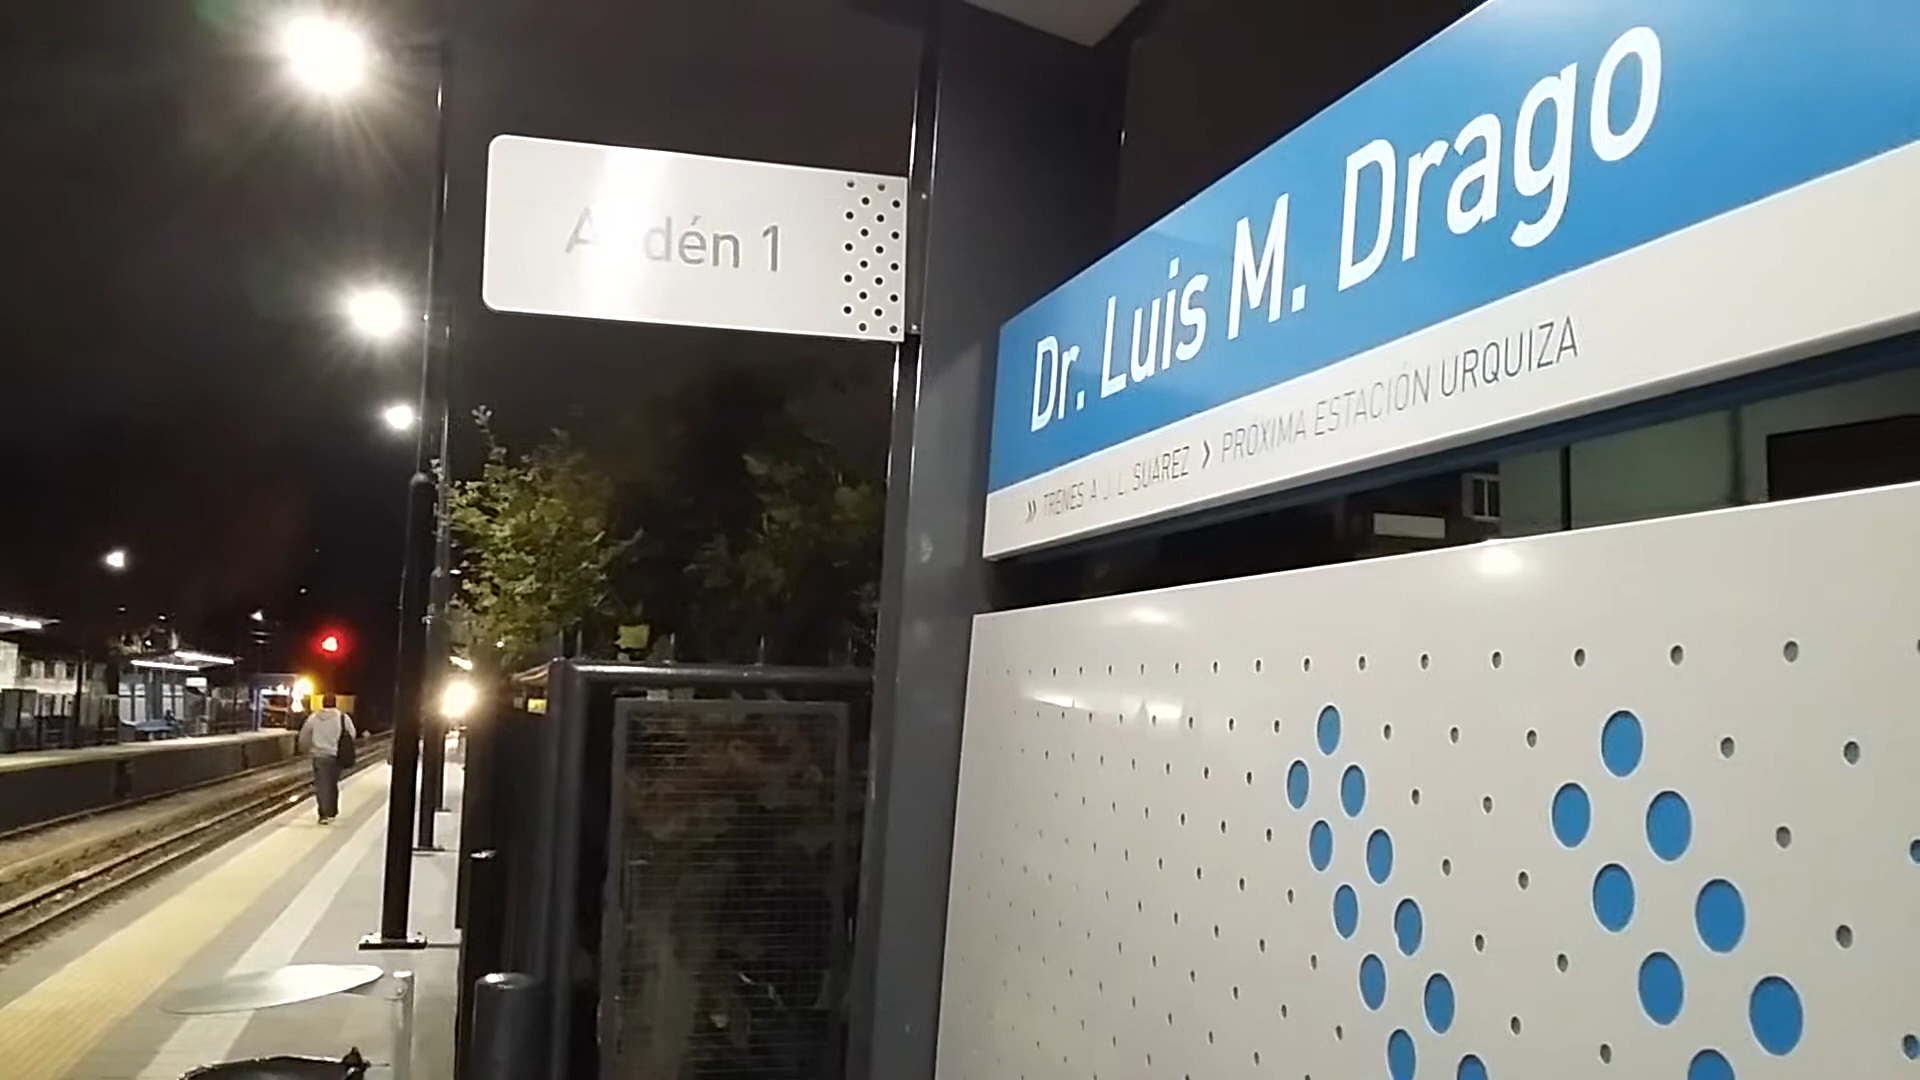 Andén 1
Dr. Luis M. Drago
» TRENES A J. L. SUÁREZ > PRÓXIMA ESTACIÓN URQUIZA